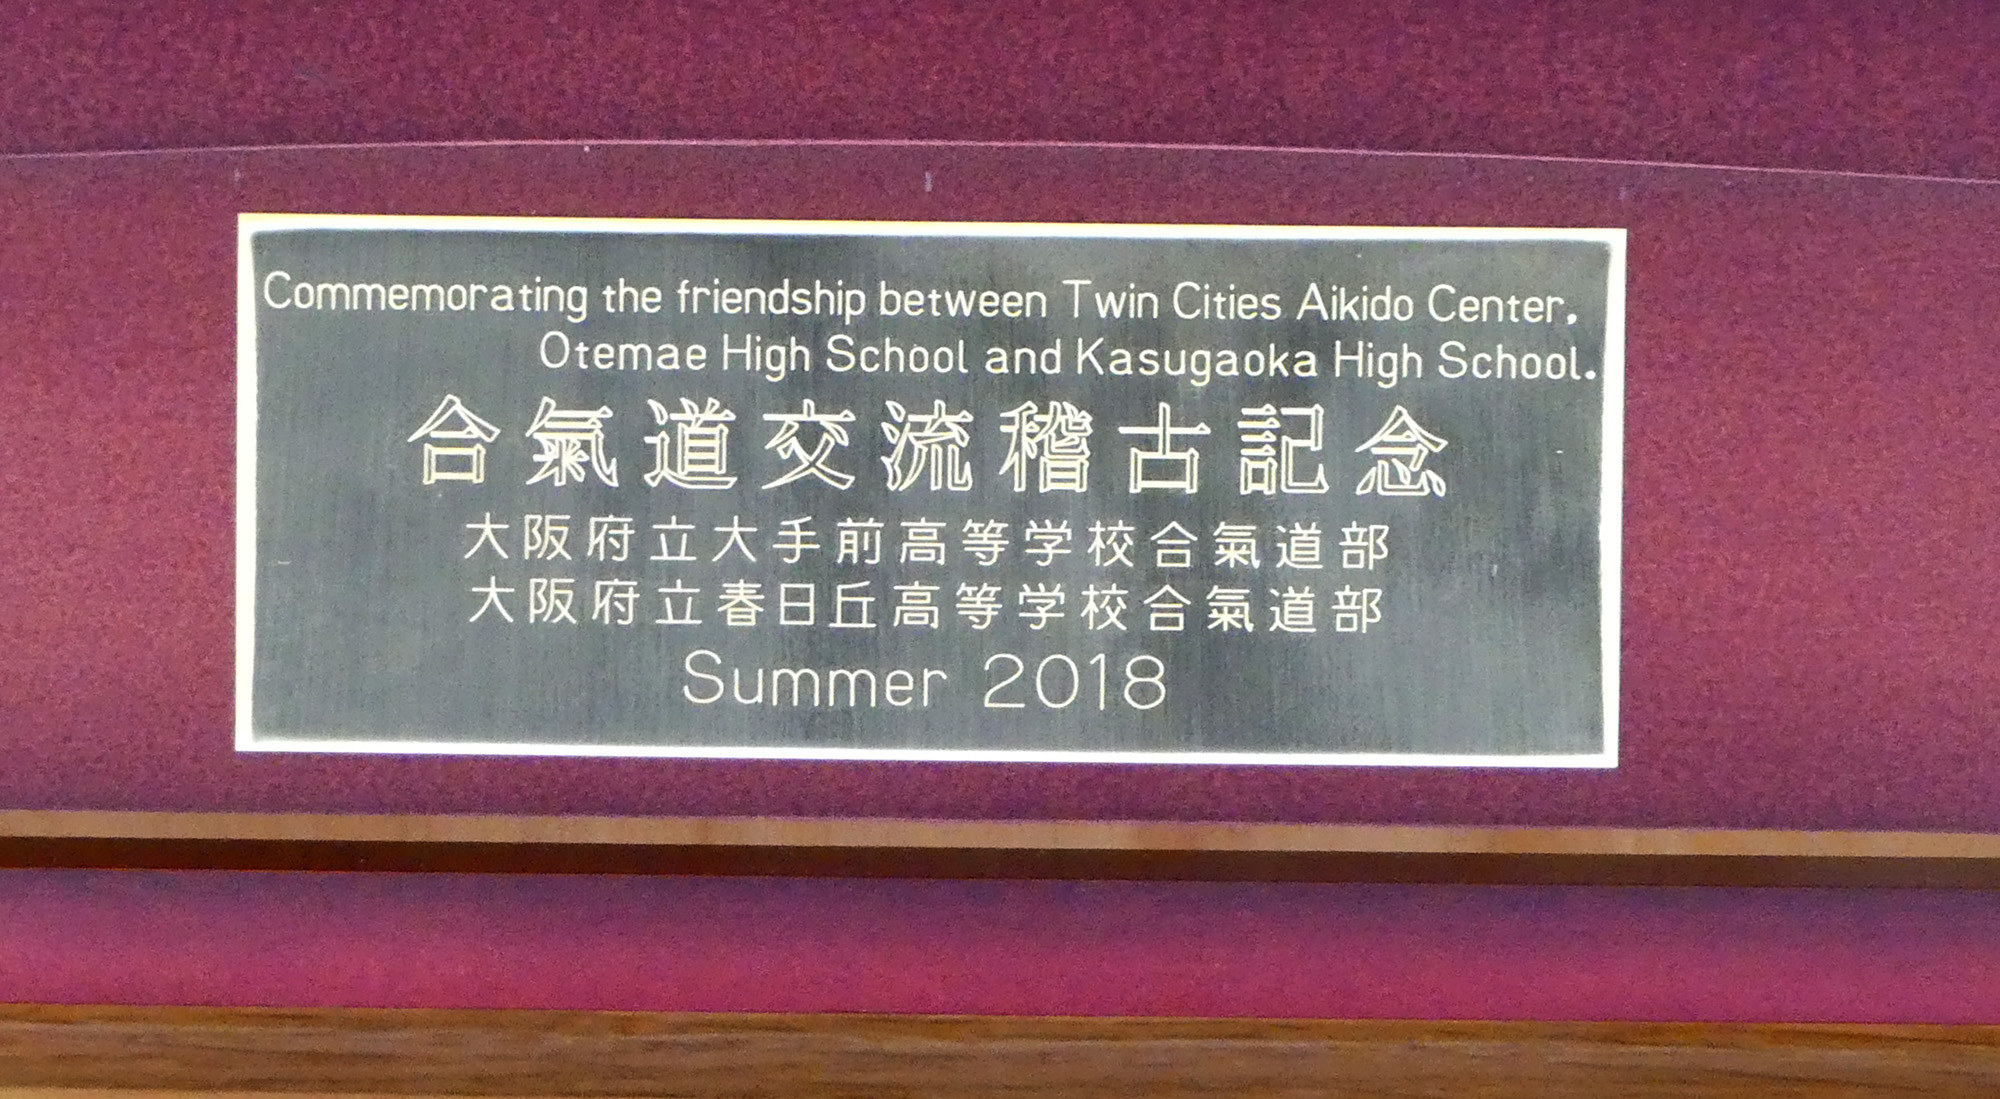 Commemorating the friendship between Twin Cities Aikido Center.
Otemae High School and Kasugaoka High School.
合氣道交流稽古記念
大阪府立大手前高等学校合氣道部
大阪府立春日丘高等学校合氣道部
Summer 2018